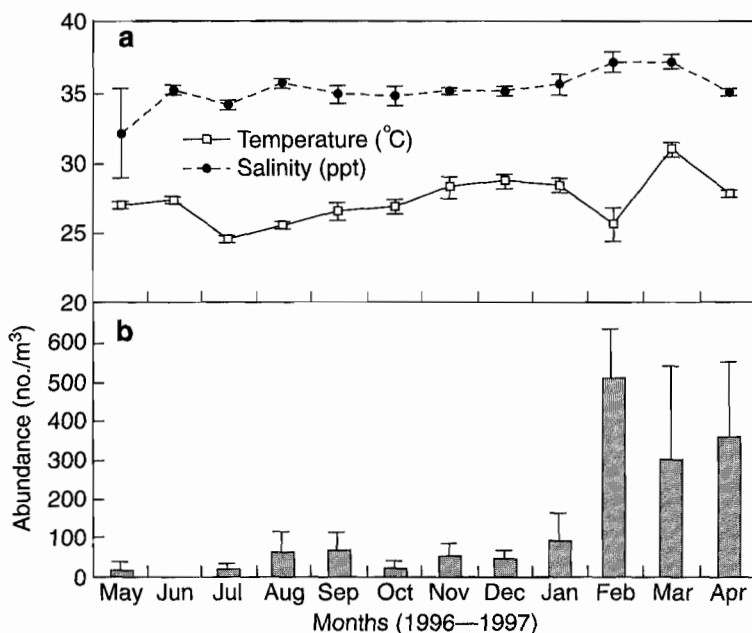 a
40
35
30
25
20
Temperature (°C)
Salinity (ppt)
b
Abundance (no./m³)
600
500
400
300
200
100
0
May Jun Jul Aug Sep Oct Nov Dec Jan Feb Mar Apr
Months (1996—1997)